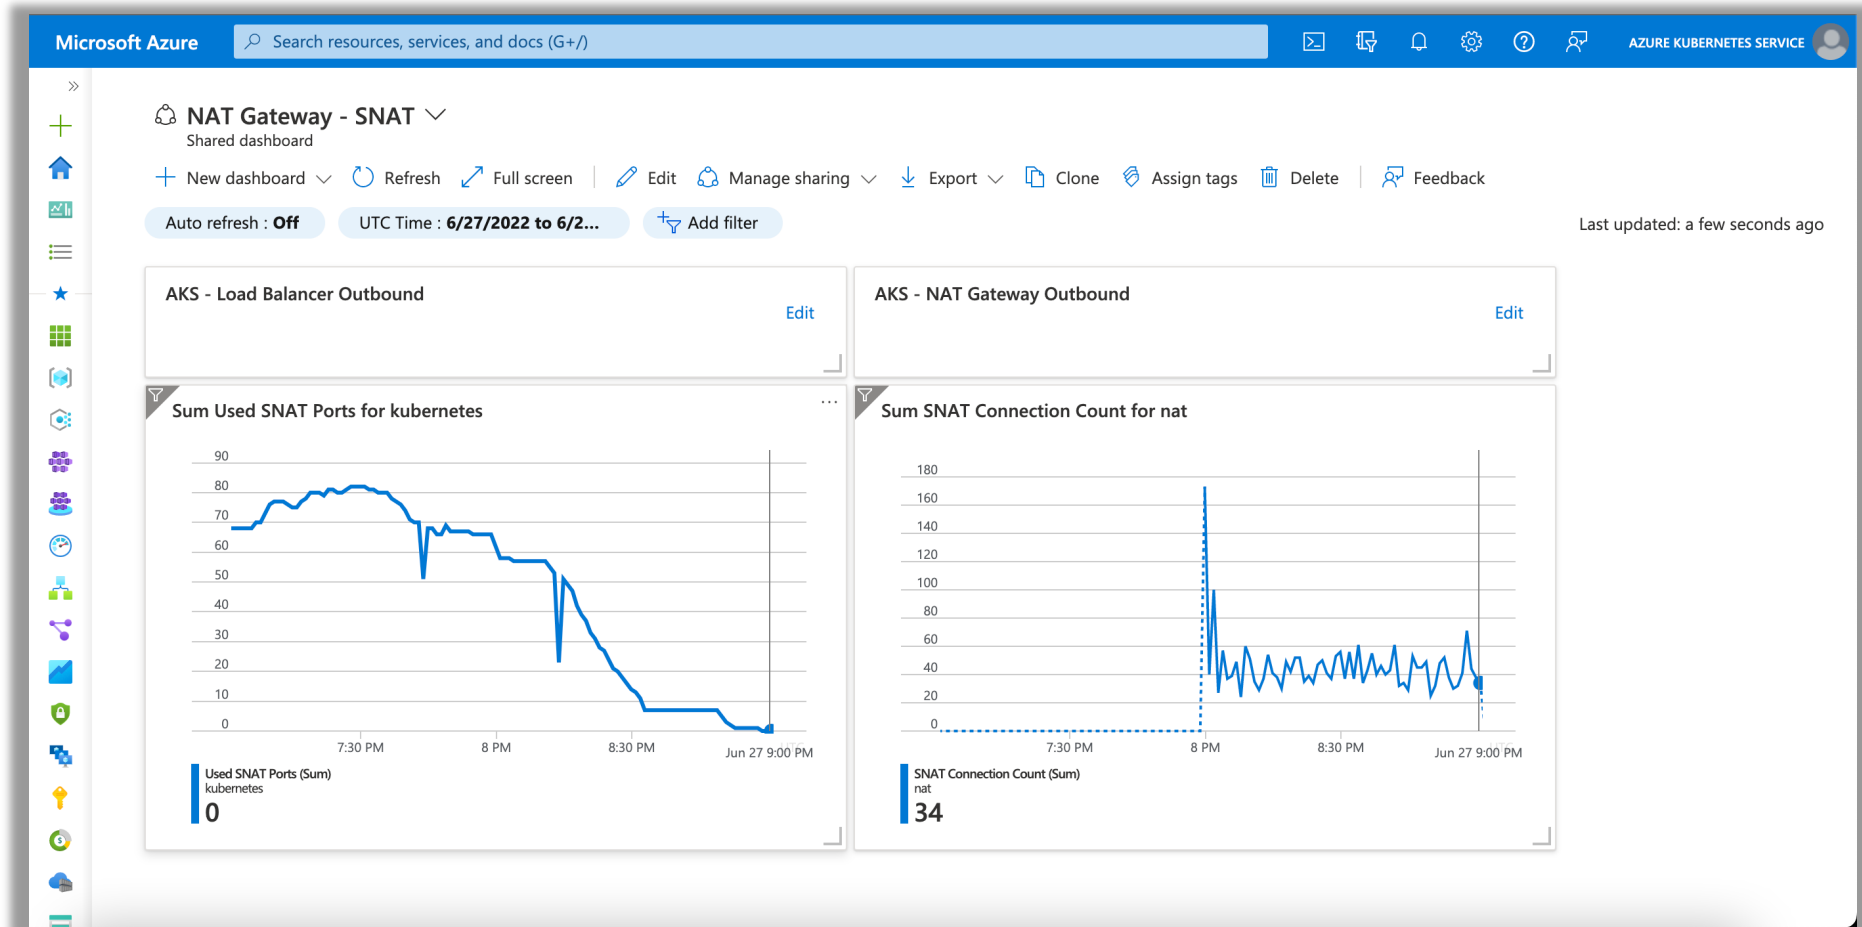 Microsoft Azure
Search resources, services, and docs (G+/)
AZURE KUBERNETES SERVICE
NAT Gateway - SNAT
Shared dashboard
New dashboard
Refresh
Full screen
Edit
Manage sharing
Export
Clone
Assign tags
Delete
Feedback
Auto refresh : Off
UTC Time : 6/27/2022 to 6/2...
Add filter
Last updated: a few seconds ago
AKS - Load Balancer Outbound
Edit
AKS - NAT Gateway Outbound
Edit
Sum Used SNAT Ports for kubernetes
90
80
70
60
50
40
30
20
10
0
7:30 PM
8 PM
8:30 PM
Jun 27 9:00 PM
Used SNAT Ports (Sum)
kubernetes
0
Sum SNAT Connection Count for nat
180
160
140
120
100
80
60
40
20
0
7:30 PM
8 PM
8:30 PM
Jun 27 9:00 PM
SNAT Connection Count (Sum)
nat
34